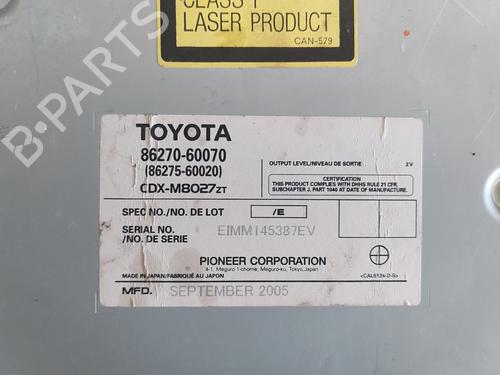 CLASS 1
LASER PRODUCT
CAN-579
TOYOTA
86270-60070
(86275-60020)
CDX-M8027ZT
OUTPUT LEVEL/NIVEAU DE SORTIE 2V
CERTIFICATION
THIS PRODUCT COMPLIES WITH DHHS RULE 21 CFR,
SUBCHAPTER J, PART 1040 AT DATE OF MANUFACTURE.
SPEC NO./NO. DE LOT /E
SERIAL NO.
/NO. DE SÉRIE EIMM145387EV
PIONEER CORPORATION
4-1, Meguro 1-chome, Meguro-ku, Tokyo, Japan
MADE IN JAPAN/FABRIQUÉ AU JAPON
<CAL6134-D-S>
MFD. SEPTEMBER 2005
B-PARTS